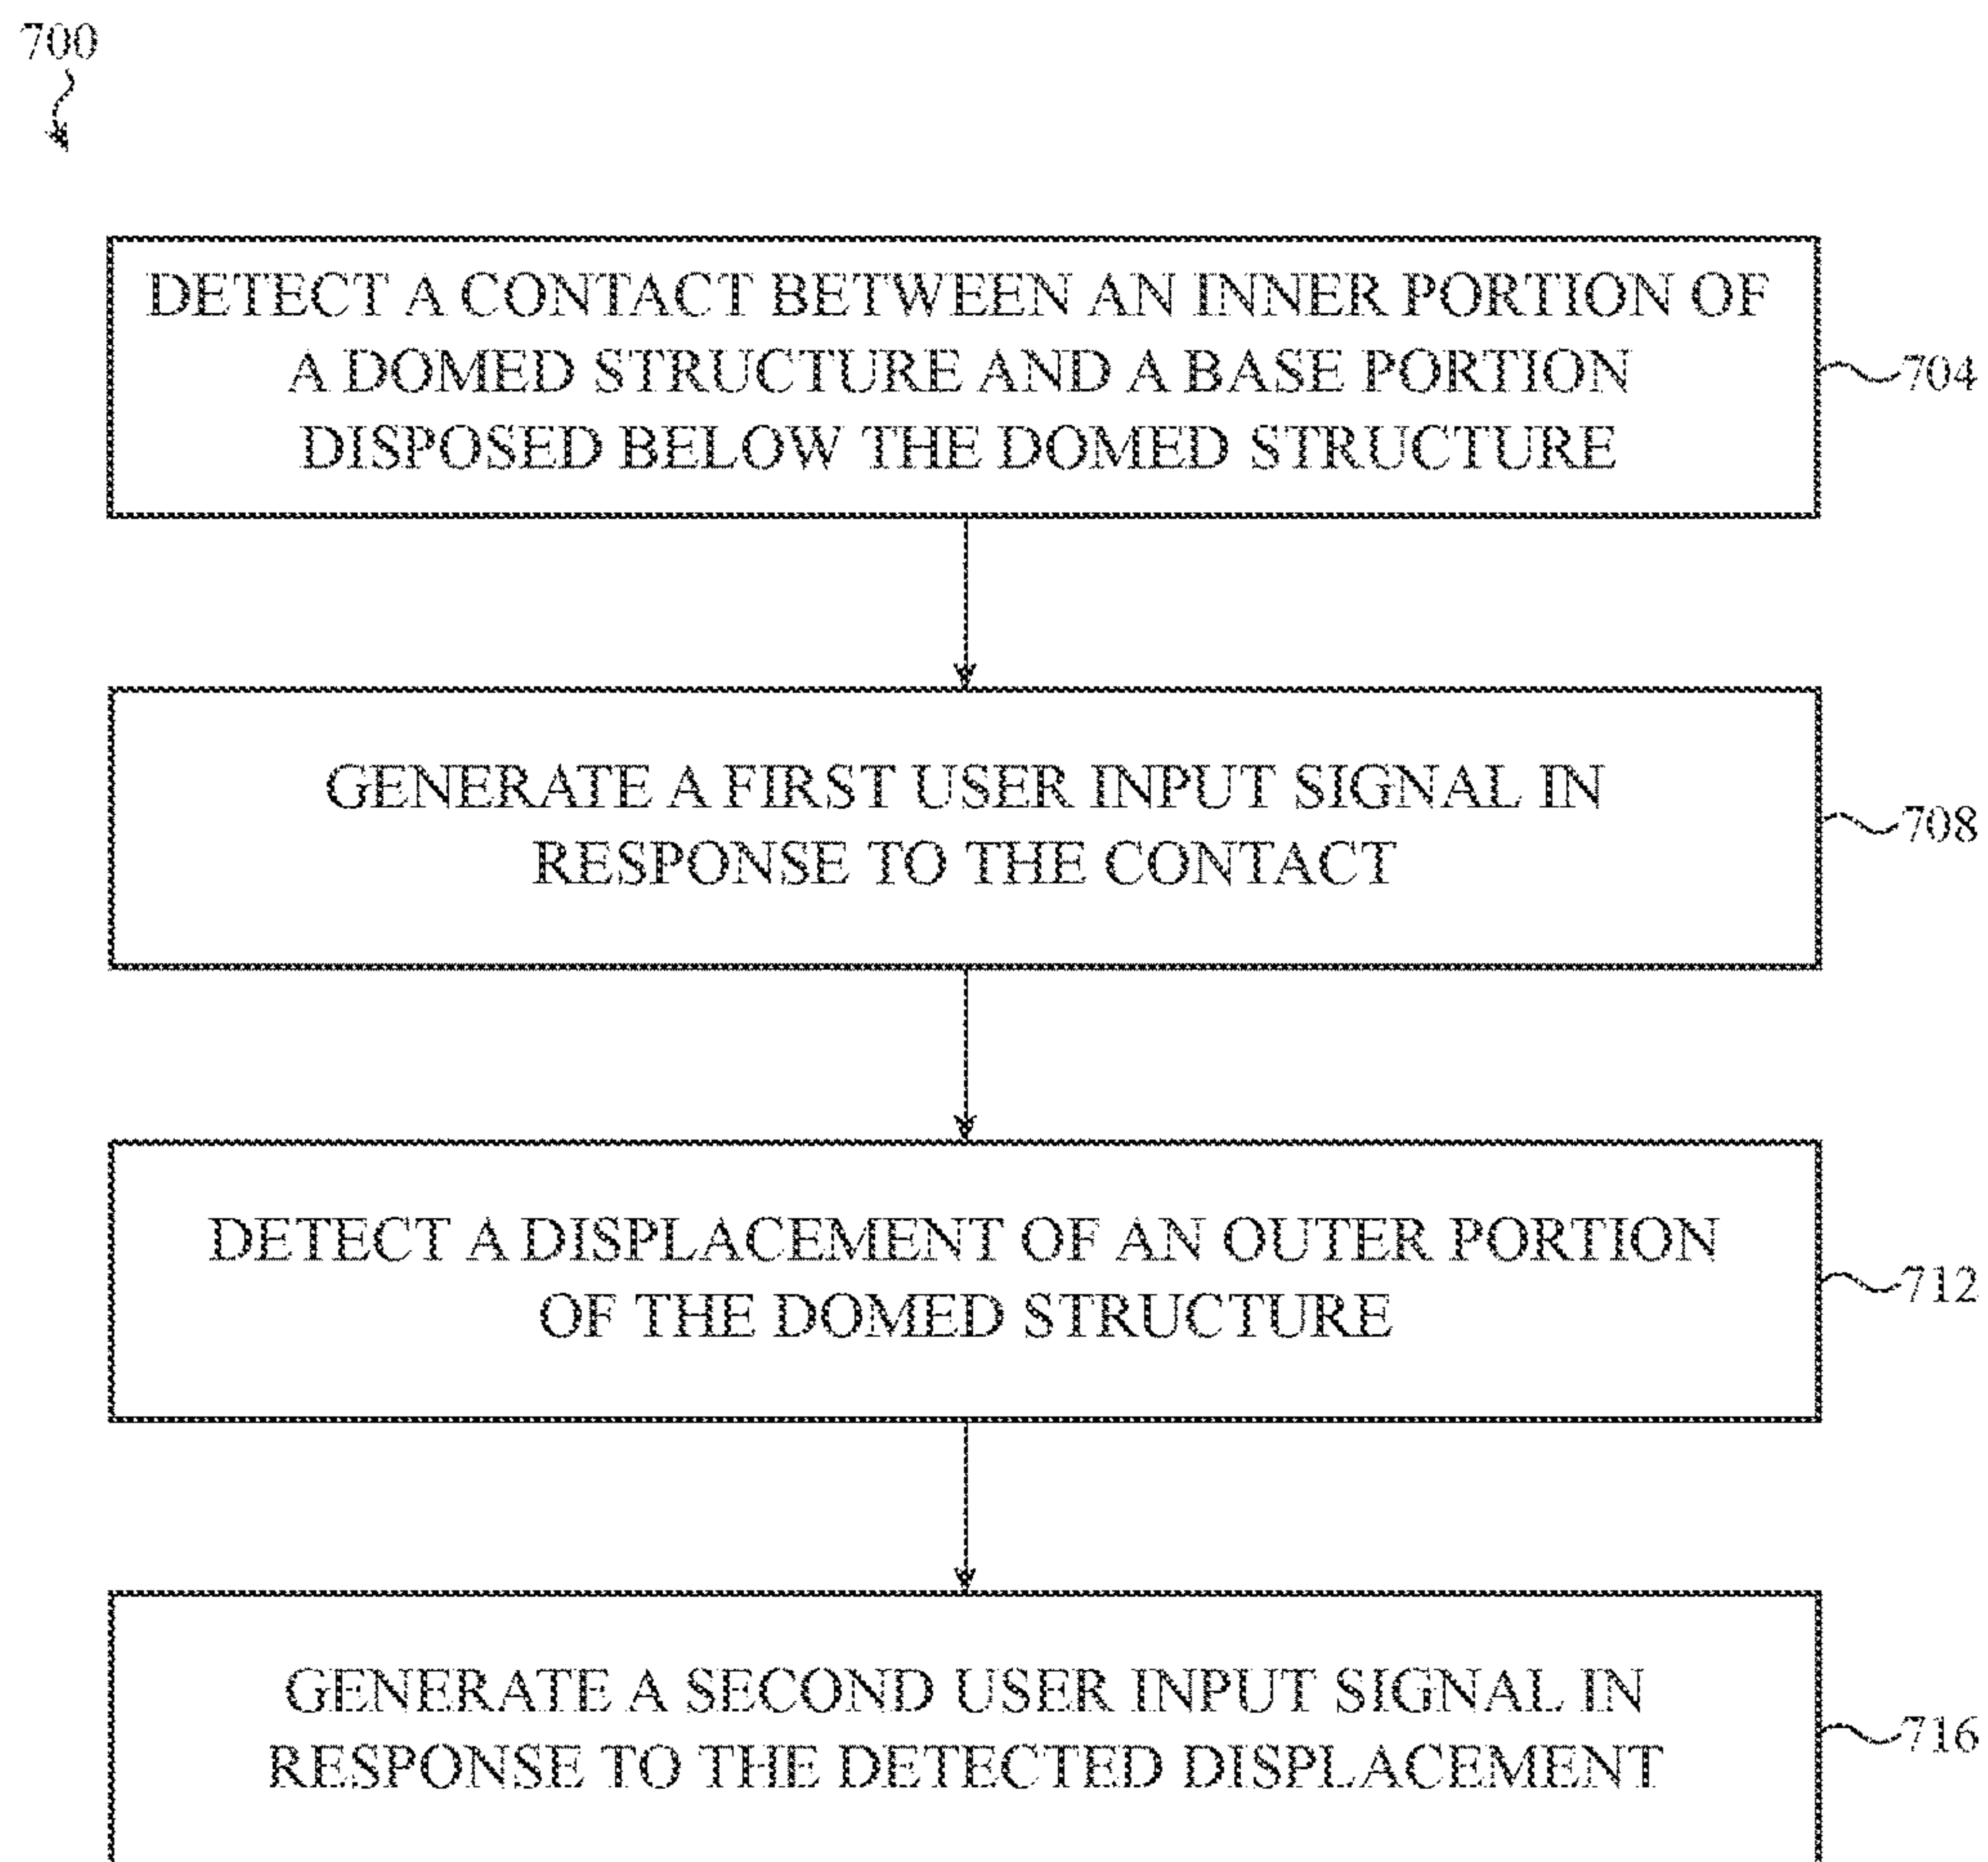 700
DETECT A CONTACT BETWEEN AN INNER PORTION OF
A DOMED STRUCTURE AND A BASE PORTION
DISPOSED BELOW THE DOMED STRUCTURE
704
GENERATE A FIRST USER INPUT SIGNAL IN
RESPONSE TO THE CONTACT
708
DETECT A DISPLACEMENT OF AN OUTER PORTION
OF THE DOMED STRUCTURE
712
GENERATE A SECOND USER INPUT SIGNAL IN
RESPONSE TO THE DETECTED DISPLACEMENT
716